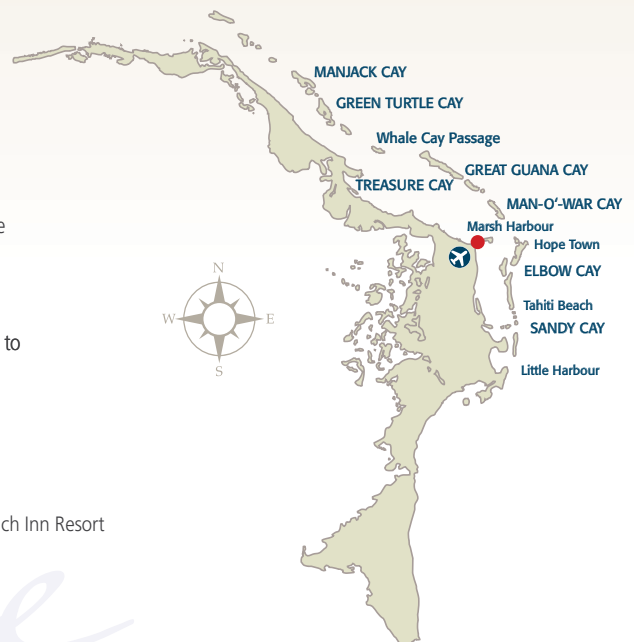 MANJACK CAY
GREEN TURTLE CAY
Whale Cay Passage
GREAT GUANA CAY
TREASURE CAY
MAN-O'-WAR CAY
e
Marsh Harbour
Hope Town
ELBOW CAY
N
W E
S
Tahiti Beach
SANDY CAY
to
Little Harbour
ch Inn Resort
e